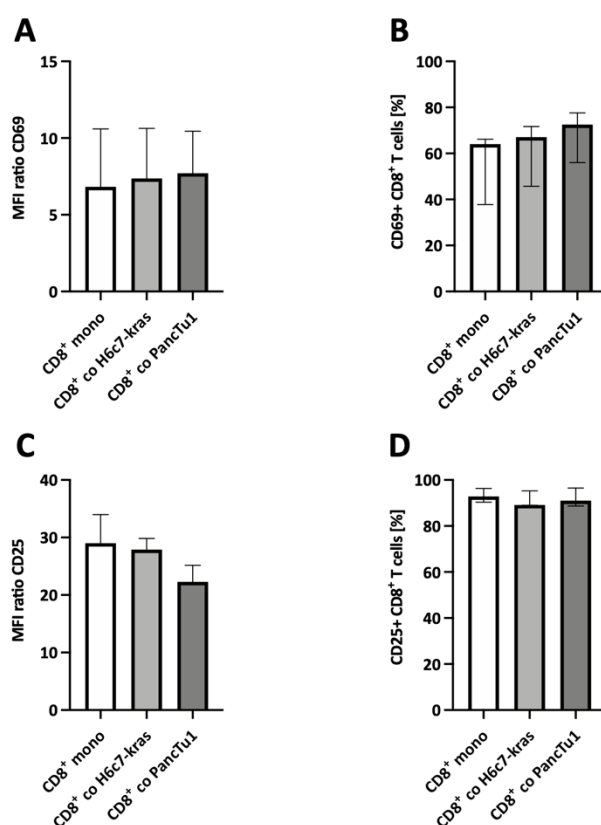 A
MFI ratio CD69
15
10
5
0
CD8⁺ mono
CD8⁺ co H6c7-kras
CD8⁺ co PancTu1
B
CD69+ CD8⁺ T cells [%]
100
80
60
40
20
0
CD8⁺ mono
CD8⁺ co H6c7-kras
CD8⁺ co PancTu1
C
MFI ratio CD25
40
30
20
10
0
CD8⁺ mono
CD8⁺ co H6c7-kras
CD8⁺ co PancTu1
D
CD25+ CD8⁺ T cells [%]
100
80
60
40
20
0
CD8⁺ mono
CD8⁺ co H6c7-kras
CD8⁺ co PancTu1